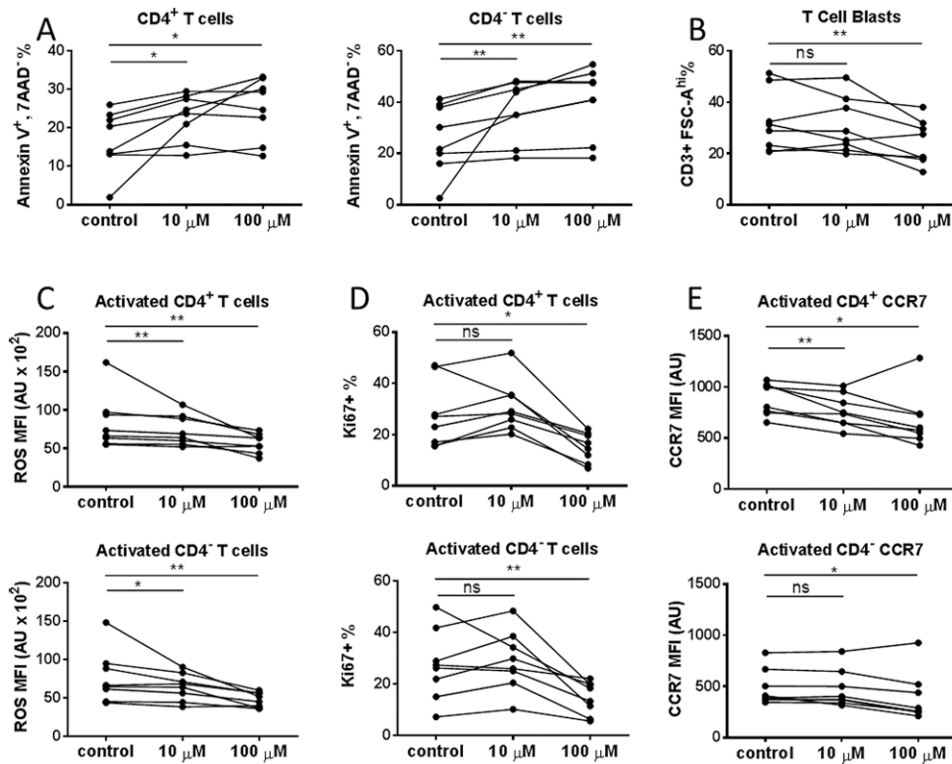 A
CD4⁺ T cells
*
*
Annexin V⁺, 7AAD⁻%
40
30
20
10
0
control 10 μM 100 μM
CD4⁻ T cells
**
**
Annexin V⁺, 7AAD⁻%
60
40
20
0
control 10 μM 100 μM
B
T Cell Blasts
**
ns
CD3+ FSC-Aʰⁱ%
60
40
20
0
control 10 μM 100 μM
C
Activated CD4⁺ T cells
**
**
ROS MFI (AU x 10²)
200
150
100
50
0
control 10 μM 100 μM
D
Activated CD4⁺ T cells
*
ns
Ki67+ %
60
40
20
0
control 10 μM 100 μM
E
Activated CD4⁺ CCR7
*
**
CCR7 MFI (AU)
1500
1000
500
0
control 10 μM 100 μM
Activated CD4⁻ T cells
**
*
ROS MFI (AU x 10²)
200
150
100
50
0
control 10 μM 100 μM
Activated CD4⁻ T cells
**
ns
Ki67+ %
60
40
20
0
control 10 μM 100 μM
Activated CD4⁻ CCR7
*
ns
CCR7 MFI (AU)
1500
1000
500
0
control 10 μM 100 μM